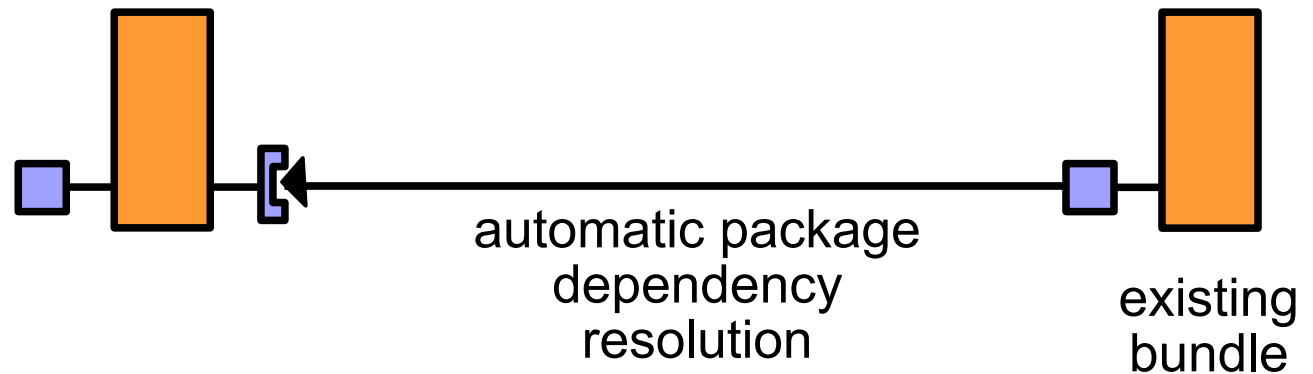 automatic package
dependency
resolution
existing
bundle